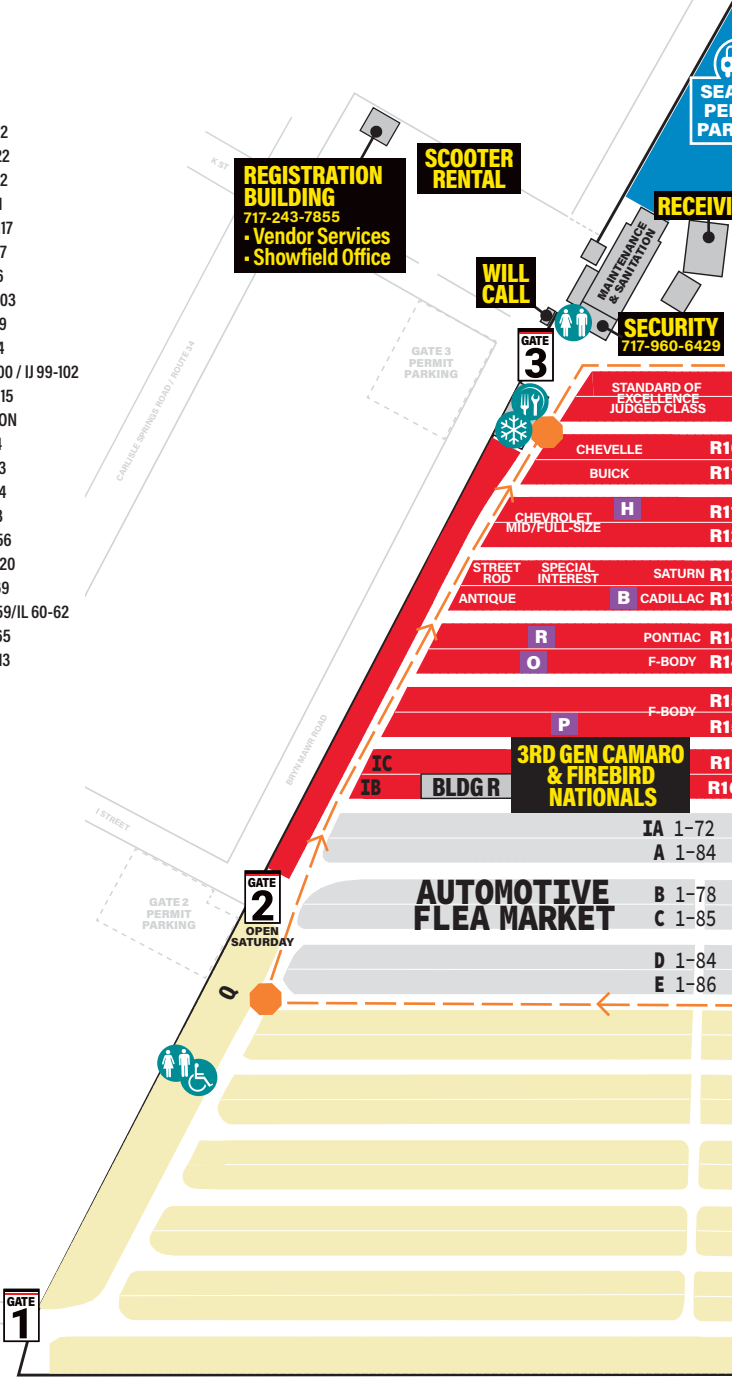 2
22
2
1
17
7
6
03
9
4
00 / IJ 99-102
15
ON
4
3
4
3
56
20
69
59/IL 60-62
65
13
K ST
REGISTRATION
BUILDING
717-243-7855
• Vendor Services
• Showfield Office
SCOOTER
RENTAL
SEA
PE
PAR
RECEIVI
MAINTENANCE
& SANITATION
WILL
CALL
SECURITY
717-960-6429
GATE
3
GATE 3
PERMIT
PARKING
CARLISLE SPRINGS ROAD / ROUTE 34
STANDARD OF
EXCELLENCE
JUDGED CLASS
CHEVELLE
BUICK
CHEVROLET
MID/FULL-SIZE
H
STREET
ROD
SPECIAL
INTEREST
SATURN
ANTIQUE
B
CADILLAC
R
PONTIAC
O
F-BODY
F-BODY
P
BRYN MAWR ROAD
IC
IB
BLDG R
3RD GEN CAMARO
& FIREBIRD
NATIONALS
I STREET
IA 1-72
A 1-84
AUTOMOTIVE
FLEA MARKET
B 1-78
C 1-85
GATE
2
OPEN
SATURDAY
GATE 2
PERMIT
PARKING
D 1-84
E 1-86
Q
GATE
1